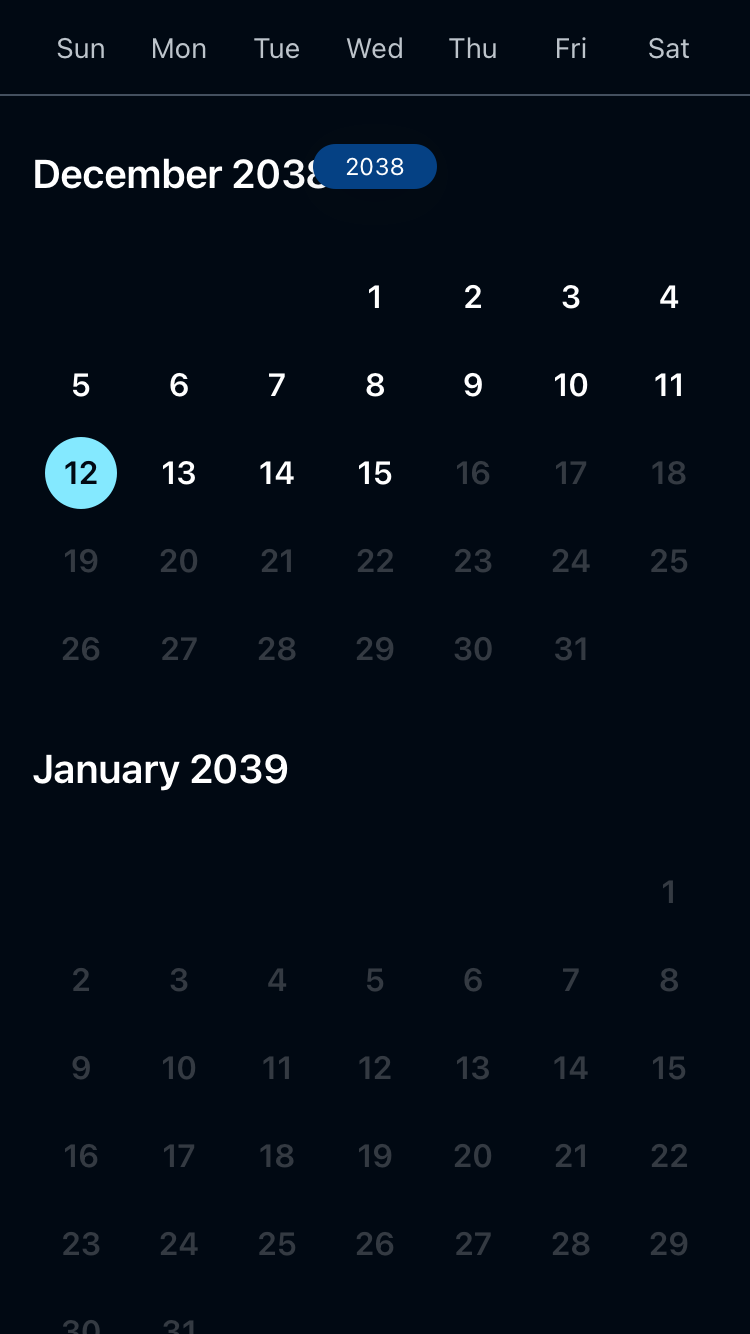 Sun Mon Tue Wed Thu Fri Sat
December 2038 2038
1 2 3 4
5 6 7 8 9 10 11
12 13 14 15 16 17 18
19 20 21 22 23 24 25
26 27 28 29 30 31
January 2039
1
2 3 4 5 6 7 8
9 10 11 12 13 14 15
16 17 18 19 20 21 22
23 24 25 26 27 28 29
30 31